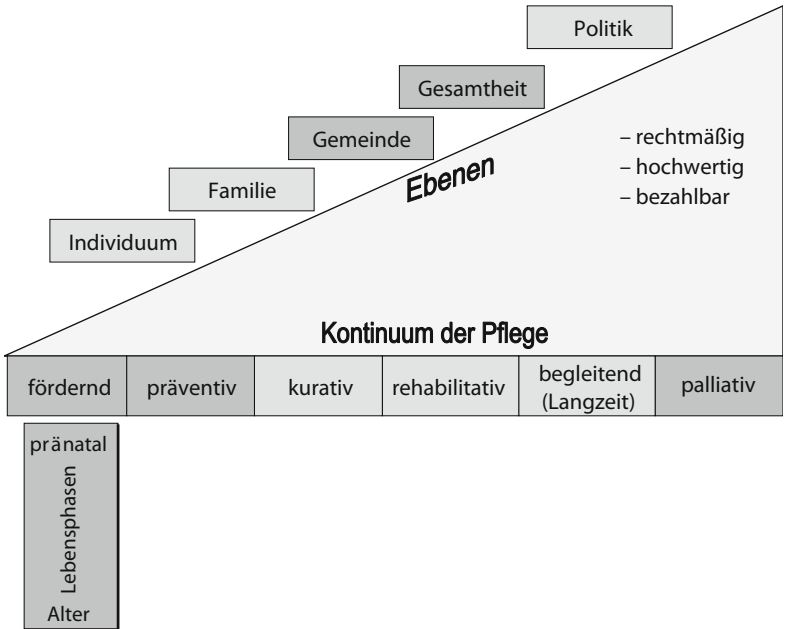 Politik
Gesamtheit
Gemeinde
Familie
Individuum
Ebenen
– rechtmäßig
– hochwertig
– bezahlbar
Kontinuum der Pflege
fördernd
präventiv
kurativ
rehabilitativ
begleitend
(Langzeit)
palliativ
pränatal
Lebensphasen
Alter